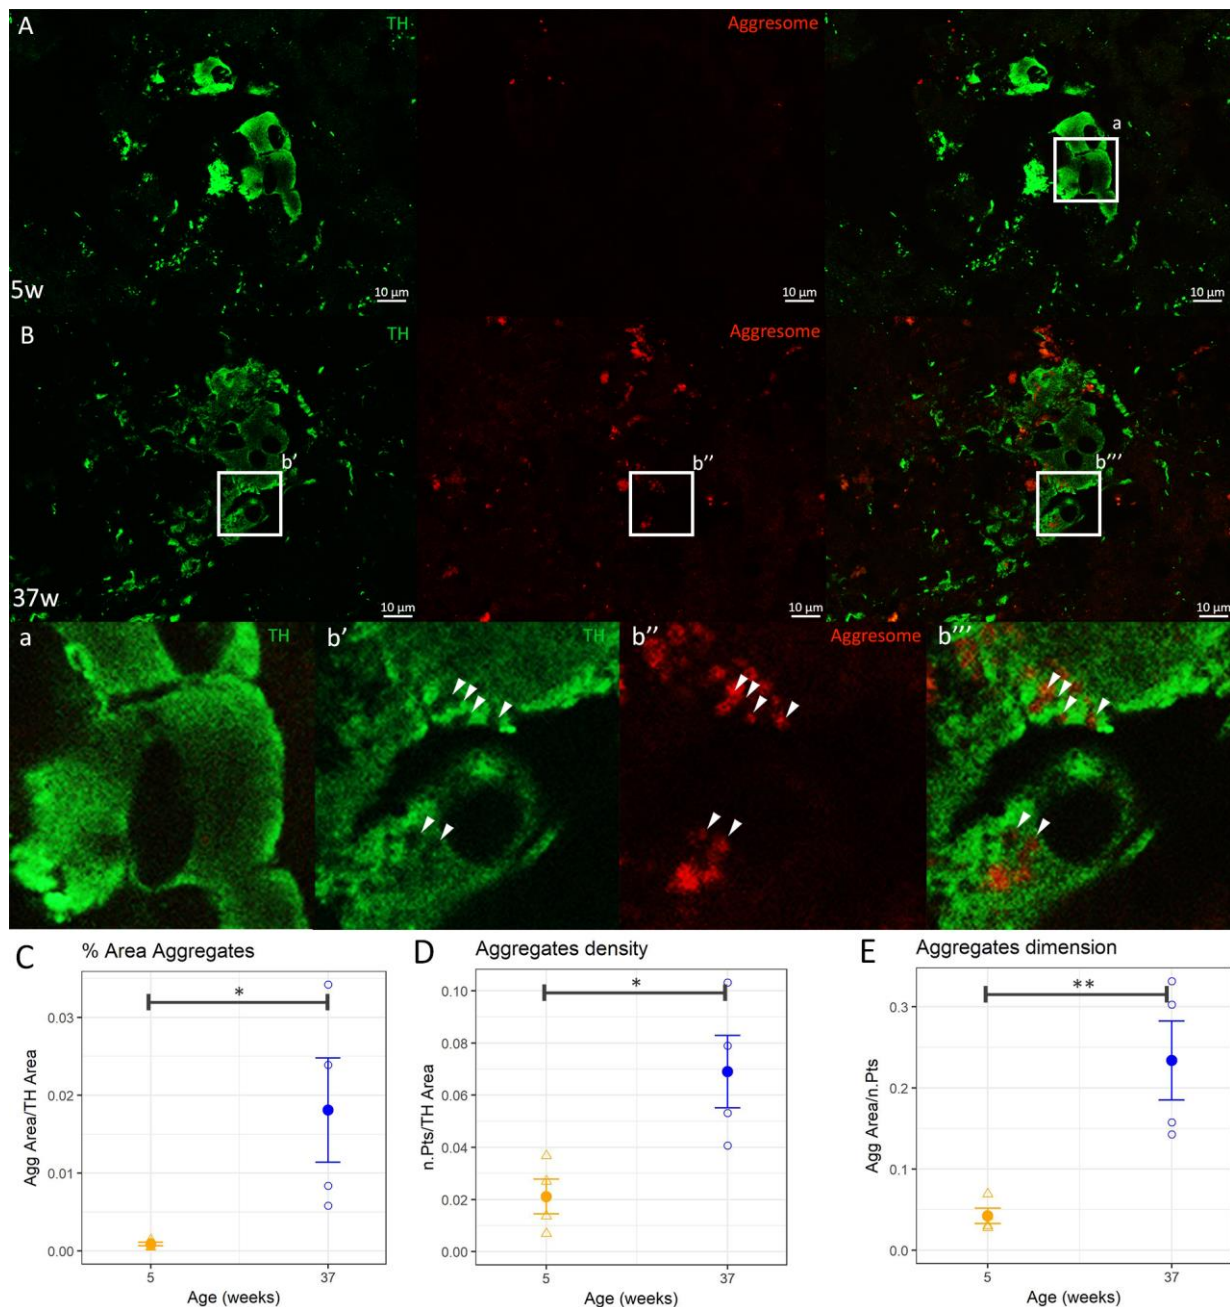 A TH Aggresome
a
5w 10 µm 10 µm 10 µm
B TH Aggresome
b' b'' b'''
37w 10 µm 10 µm 10 µm
a TH b' TH b'' Aggresome b'''
C % Area Aggregates
*
Agg Area/TH Area
0.03
0.02
0.01
0.00
5 37
Age (weeks)
D Aggregates density
*
n.Pts/TH Area
0.10
0.08
0.06
0.04
0.02
0.00
5 37
Age (weeks)
E Aggregates dimension
**
Agg Area/n.Pts
0.3
0.2
0.1
0.0
5 37
Age (weeks)